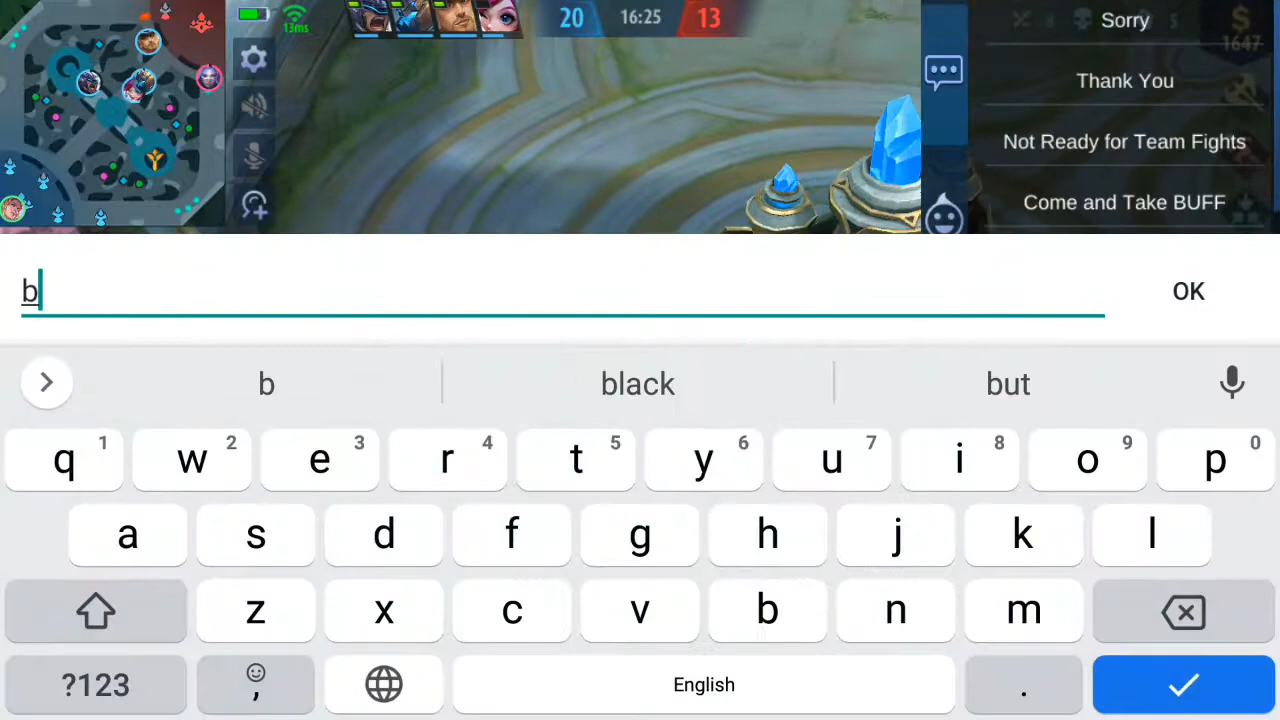 20 16:25 13
13ms
1647
Sorry
Thank You
Not Ready for Team Fights
Come and Take BUFF
b
OK
b black but
q 1 w 2 e 3 r 4 t 5 y 6 u 7 i 8 o 9 p 0
a s d f g h j k l
z x c v b n m
?123 , English .